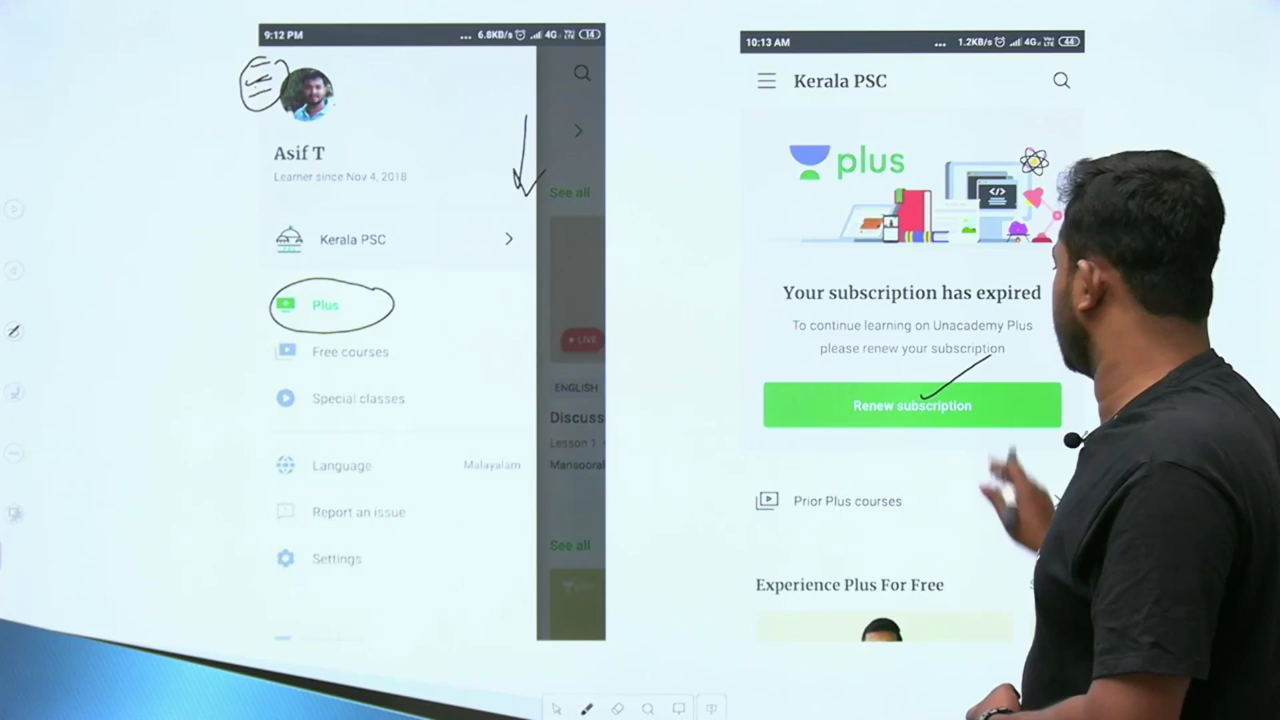 9:12 PM
... 6.8KB/s 4G 14
Asif T
Learner since Nov 4, 2018
See all
Kerala PSC
Plus
LIVE
Free courses
ENGLISH
Special classes
Discuss
Lesson 1
Language
Malayalam
Mansooral
Report an issue
See all
Settings
10:13 AM
... 1.2KB/s 4G 44
Kerala PSC
plus
Your subscription has expired
To continue learning on Unacademy Plus
please renew your subscription
Renew subscription
Prior Plus courses
Experience Plus For Free